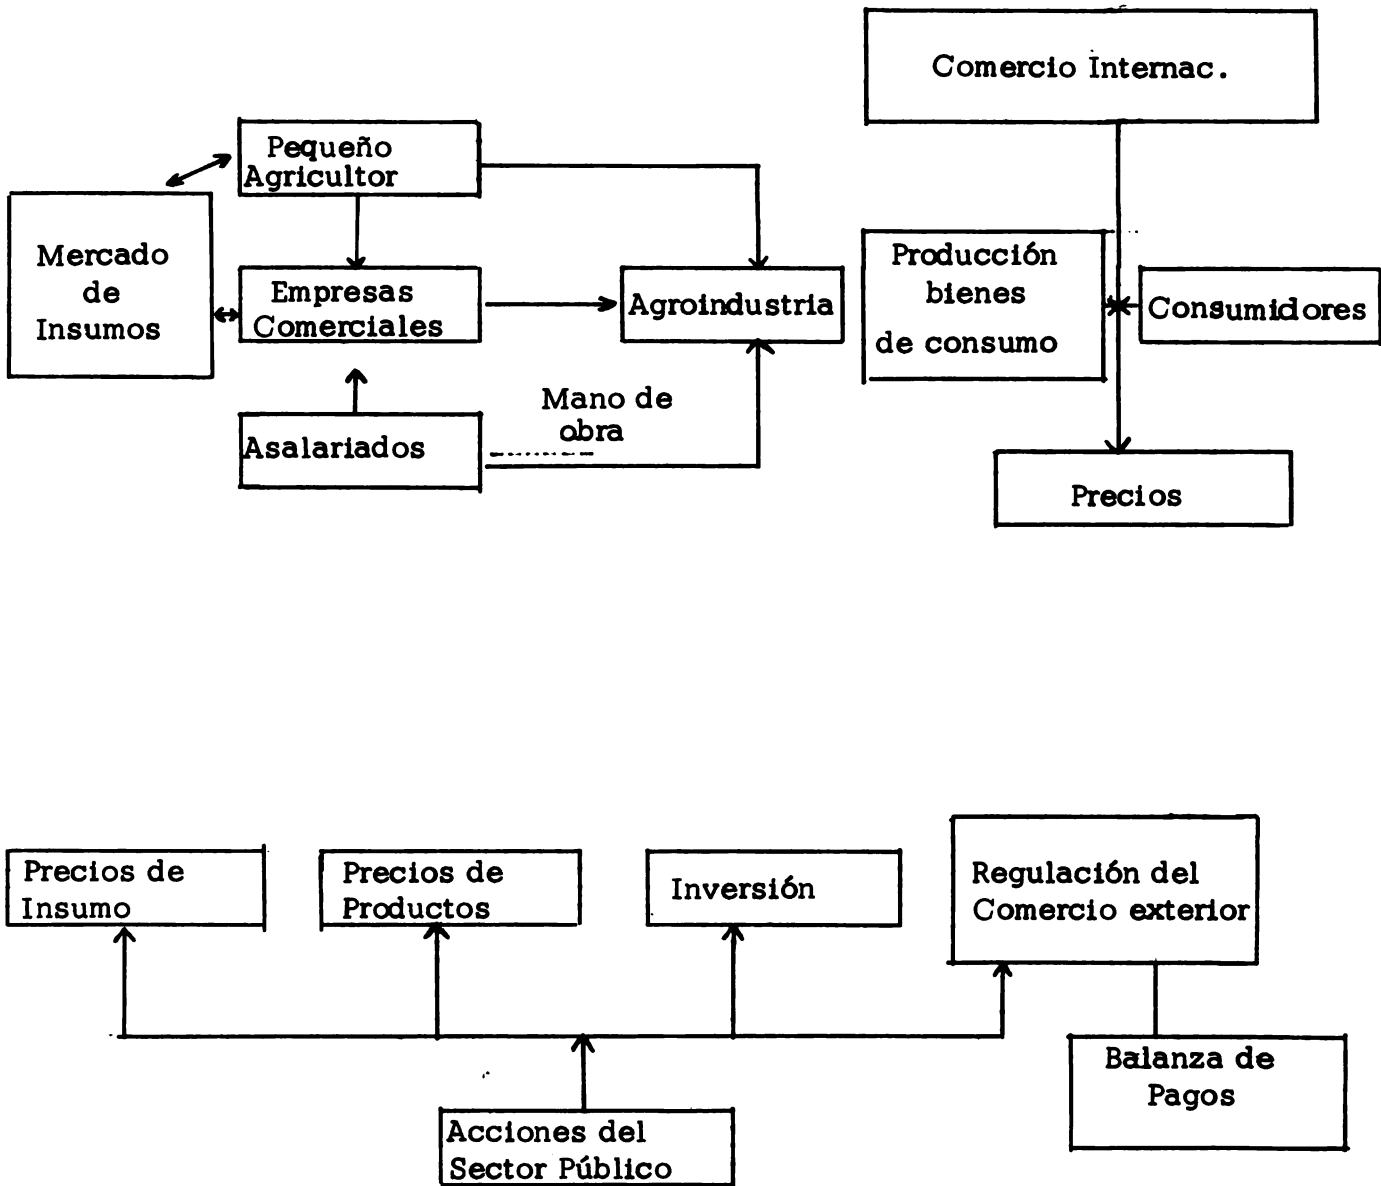 Comercio Internac.
Pequeño
Agricultor
Mercado
de
Insumos
Empresas
Comerciales
Agroindustria
Producción
bienes
de consumo
Consumidores
Mano de
obra
Asalariados
Precios
Precios de
Insumo
Precios de
Productos
Inversión
Regulación del
Comercio exterior
Balanza de
Pagos
Acciones del
Sector Público